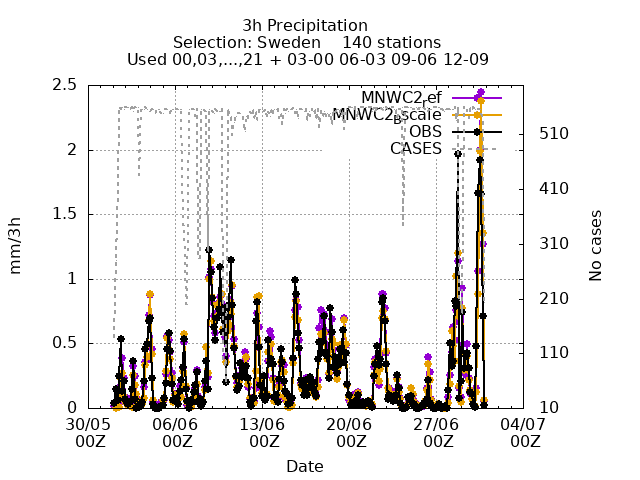 3h Precipitation
Selection: Sweden 140 stations
Used 00,03,...,21 + 03-00 06-03 09-06 12-09
MNWC2ref
MNWC2Bscale
OBS
CASES
2.5
2
1.5
1
0.5
0
mm/3h
510
410
310
210
110
10
No cases
30/05 06/06 13/06 20/06 27/06 04/07
00Z 00Z 00Z 00Z 00Z 00Z
Date